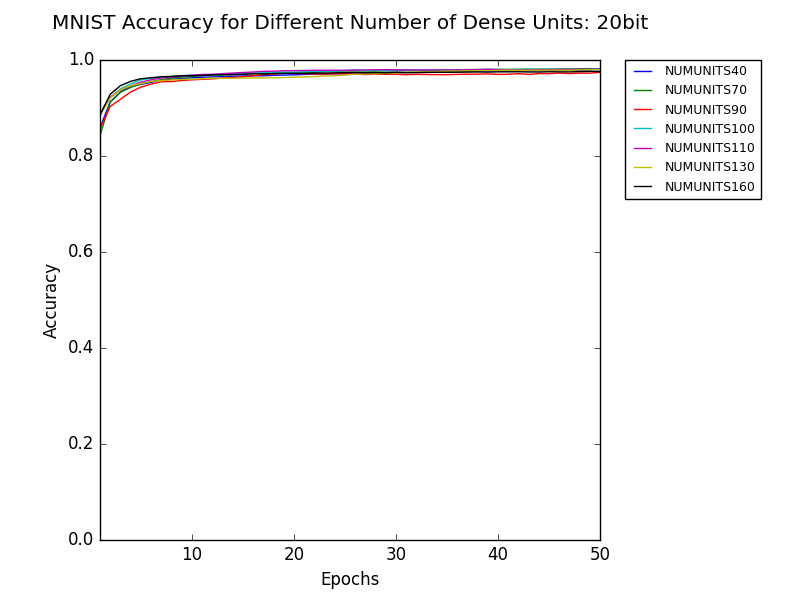 MNIST Accuracy for Different Number of Dense Units: 20bit
1.0
0.8
0.6
0.4
0.2
0.0
Accuracy
10
20
30
40
50
Epochs
NUMUNITS40
NUMUNITS70
NUMUNITS90
NUMUNITS100
NUMUNITS110
NUMUNITS130
NUMUNITS160